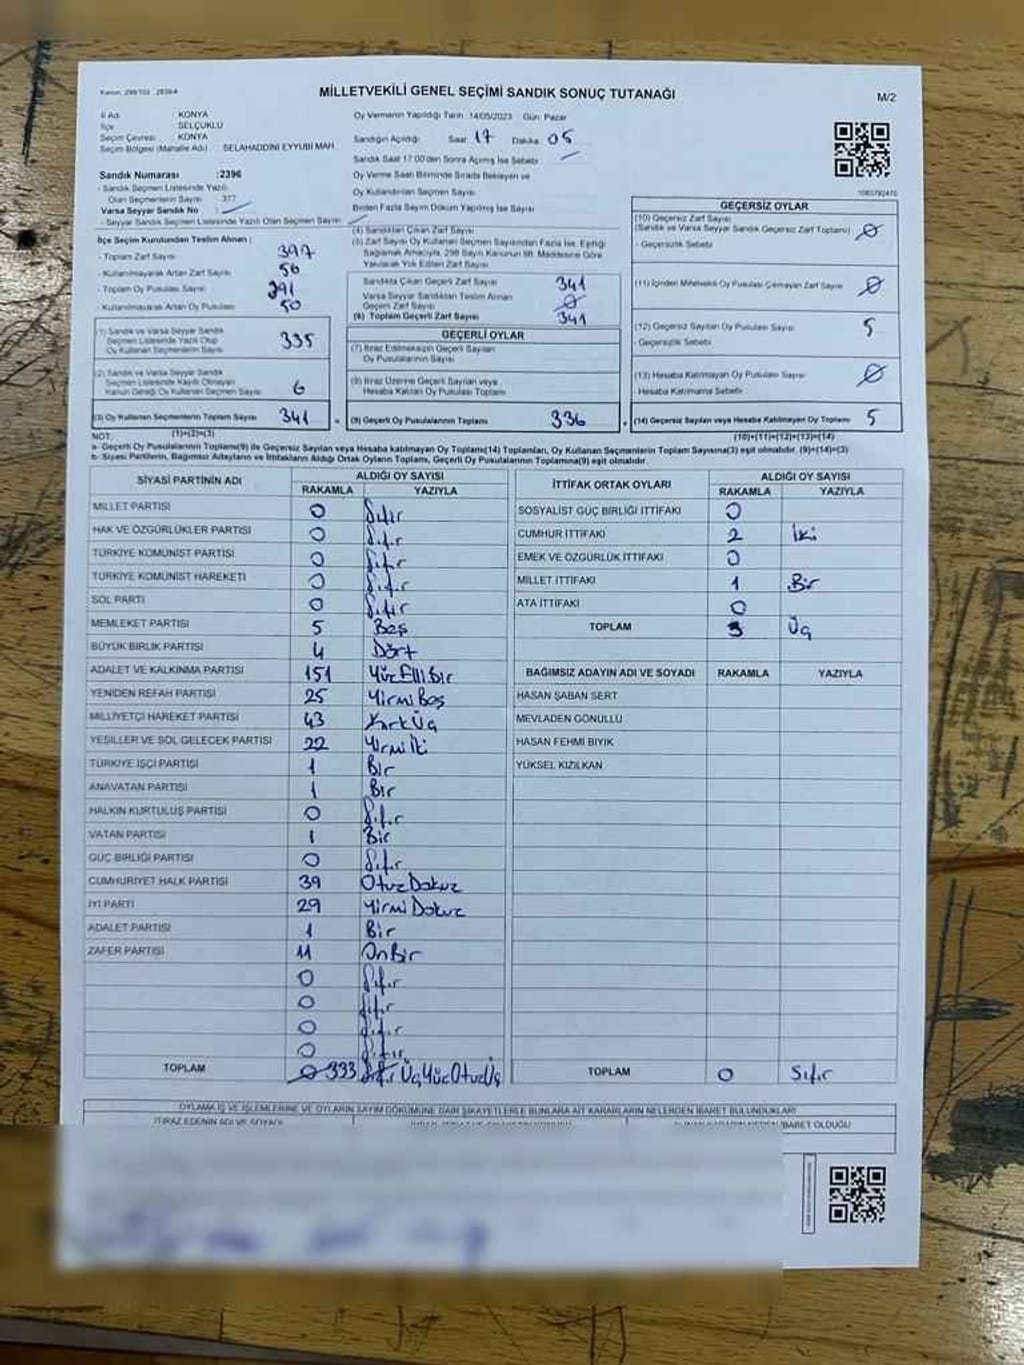 Kanun: 298/102 , 2839/4
MİLLETVEKİLİ GENEL SEÇİMİ SANDIK SONUÇ TUTANAĞI
M/2
İl Adı : KONYA
İlçe : SELÇUKLU
Seçim Çevresi : KONYA
Seçim Bölgesi (Mahalle Adı) : SELAHADDİNİ EYYUBİ MAH.
Oy Vermenin Yapıldığı Tarih: 14/05/2023 Gün: Pazar
Sandığın Açıldığı Saat 17 Dakika 05
Sandık Saat 17:00'den Sonra Açılmış İse Sebebi
Oy Verme Saati Bitiminde Sırada Bekleyen ve
Oy Kullandırılan Seçmen Sayısı
Birden Fazla Sayım Döküm Yapılmış İse Sayısı
Sandık Numarası :2396
- Sandık Seçmen Listesinde Yazılı
Olan Seçmenlerin Sayısı 377
Varsa Seyyar Sandık No
- Seyyar Sandık Seçmen Listesinde Yazılı Olan Seçmen Sayısı
İlçe Seçim Kurulundan Teslim Alınan :
- Toplam Zarf Sayısı 397
- Kullanılmayarak Artan Zarf Sayısı 56
- Toplam Oy Pusulası Sayısı 391
- Kullanılmayarak Artan Oy Pusulası 50
(1) Sandık ve Varsa Seyyar Sandık
Seçmen Listesinde Yazılı Olup
Oy Kullanan Seçmenlerin Sayısı 335
(2) Sandık ve Varsa Seyyar Sandık
Seçmen Listesinde Kayıtlı Olmayan
Kanun Gereği Oy Kullanan Seçmen Sayısı 6
(3) Oy Kullanan Seçmenlerin Toplam Sayısı 341
(1)+(2)=(3)
(4) Sandıktan Çıkan Zarf Sayısı
(5) Zarf Sayısı Oy Kullanan Seçmen Sayısından Fazla İse, Eşitliği
Sağlamak Amacıyla, 298 Sayılı Kanunun 98. Maddesine Göre
Yakılarak Yok Edilen Zarf Sayısı
Sandıkta Çıkan Geçerli Zarf Sayısı 341
Varsa Seyyar Sandıktan Teslim Alınan
Geçerli Zarf Sayısı 0
(6) Toplam Geçerli Zarf Sayısı 341
GEÇERLİ OYLAR
(7) İtiraz Edilmeksizin Geçerli Sayılan
Oy Pusulalarının Sayısı
(8) İtiraz Üzerine Geçerli Sayılan veya
Hesaba Katılan Oy Pusulası Toplamı
= (9) Geçerli Oy Pusulalarının Toplamı 336
GEÇERSİZ OYLAR
(10) Geçersiz Zarf Sayısı
(Sandık ve Varsa Seyyar Sandık Geçersiz Zarf Toplamı) 0
- Geçersizlik Sebebi
(11) İçinden Milletvekili Oy Pusulası Çıkmayan Zarf Sayısı 0
(12) Geçersiz Sayılan Oy Pusulası Sayısı 5
- Geçersizlik Sebebi
(13) Hesaba Katılmayan Oy Pusulası Sayısı 0
Hesaba Katılmama Sebebi
+ (14) Geçersiz Sayılan veya Hesaba Katılmayan Oy Toplamı 5
(10)+(11)+(12)+(13)=(14)
NOT:
a- Geçerli Oy Pusulalarının Toplamı(9) ile Geçersiz Sayılan veya Hesaba Katılmayan Oy Toplamı(14) Toplamları, Oy Kullanan Seçmenlerin Toplam Sayısına(3) eşit olmalıdır. (9)+(14)=(3)
b- Siyasi Partilerin, Bağımsız Adayların ve İttifakların Aldığı Ortak Oyların Toplamı, Geçerli Oy Pusulalarının Toplamına(9) eşit olmalıdır.
SİYASİ PARTİNİN ADI ALDIĞI OY SAYISI
RAKAMLA YAZIYLA
MİLLET PARTİSİ 0 Sıfır
HAK VE ÖZGÜRLÜKLER PARTİSİ 0 Sıfır
TÜRKİYE KOMÜNİST PARTİSİ 0 Sıfır
TÜRKİYE KOMÜNİST HAREKETİ 0 Sıfır
SOL PARTİ 0 Sıfır
MEMLEKET PARTİSİ 5 Beş
BÜYÜK BİRLİK PARTİSİ 4 Dört
ADALET VE KALKINMA PARTİSİ 151 YüzElliBir
YENİDEN REFAH PARTİSİ 25 YirmiBeş
MİLLİYETÇİ HAREKET PARTİSİ 43 KırkÜç
YEŞİLLER VE SOL GELECEK PARTİSİ 22 Yirmiİki
TÜRKİYE İŞÇİ PARTİSİ 1 Bir
ANAVATAN PARTİSİ 1 Bir
HALKIN KURTULUŞ PARTİSİ 0 Sıfır
VATAN PARTİSİ 1 Bir
GÜÇ BİRLİĞİ PARTİSİ 0 Sıfır
CUMHURİYET HALK PARTİSİ 39 OtuzDokuz
İYİ PARTİ 29 YirmiDokuz
ADALET PARTİSİ 1 Bir
ZAFER PARTİSİ 11 OnBir
0 Sıfır
0 Sıfır
0 Sıfır
0 Sıfır
TOPLAM 0 333 Sıfır ÜçYüzOtuzÜç
İTTİFAK ORTAK OYLARI ALDIĞI OY SAYISI
RAKAMLA YAZIYLA
SOSYALİST GÜÇ BİRLİĞİ İTTİFAKI 0
CUMHUR İTTİFAKI 2 İki
EMEK VE ÖZGÜRLÜK İTTİFAKI 0
MİLLET İTTİFAKI 1 Bir
ATA İTTİFAKI 0
TOPLAM 3 Üç
BAĞIMSIZ ADAYIN ADI VE SOYADI RAKAMLA YAZIYLA
HASAN ŞABAN SERT
MEVLADEN GÖNÜLLÜ
HASAN FEHMİ BIYIK
YÜKSEL KIZILKAN
TOPLAM 0 Sıfır
OYLAMA İŞ VE İŞLEMLERİNE VE OYLARIN SAYIM DÖKÜMÜNE DAİR ŞİKAYETLERLE BUNLARA AİT KARARLARIN NELERDEN İBARET BULUNDUKLARI
İTİRAZ EDENİN ADI VE SOYADI
İBARET OLDUĞU